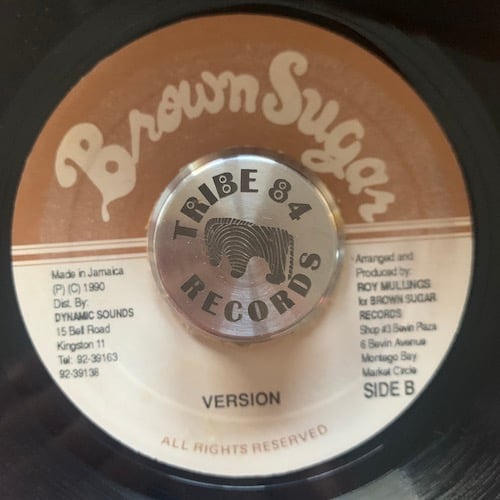 Brown Sugar
TRIBE 84
RECORDS
Made in Jamaica
(P) (C) 1990
Dist. By:
DYNAMIC SOUNDS
15 Bell Road
Kingston 11
Tel: 92-39163
92-39138
Arranged and
Produced by:
ROY MULLINGS
for BROWN SUGAR
RECORDS
Shop #3 Bevin Plaza
6 Bevin Avenue
Montego Bay
Market Circle
SIDE B
VERSION
ALL RIGHTS RESERVED